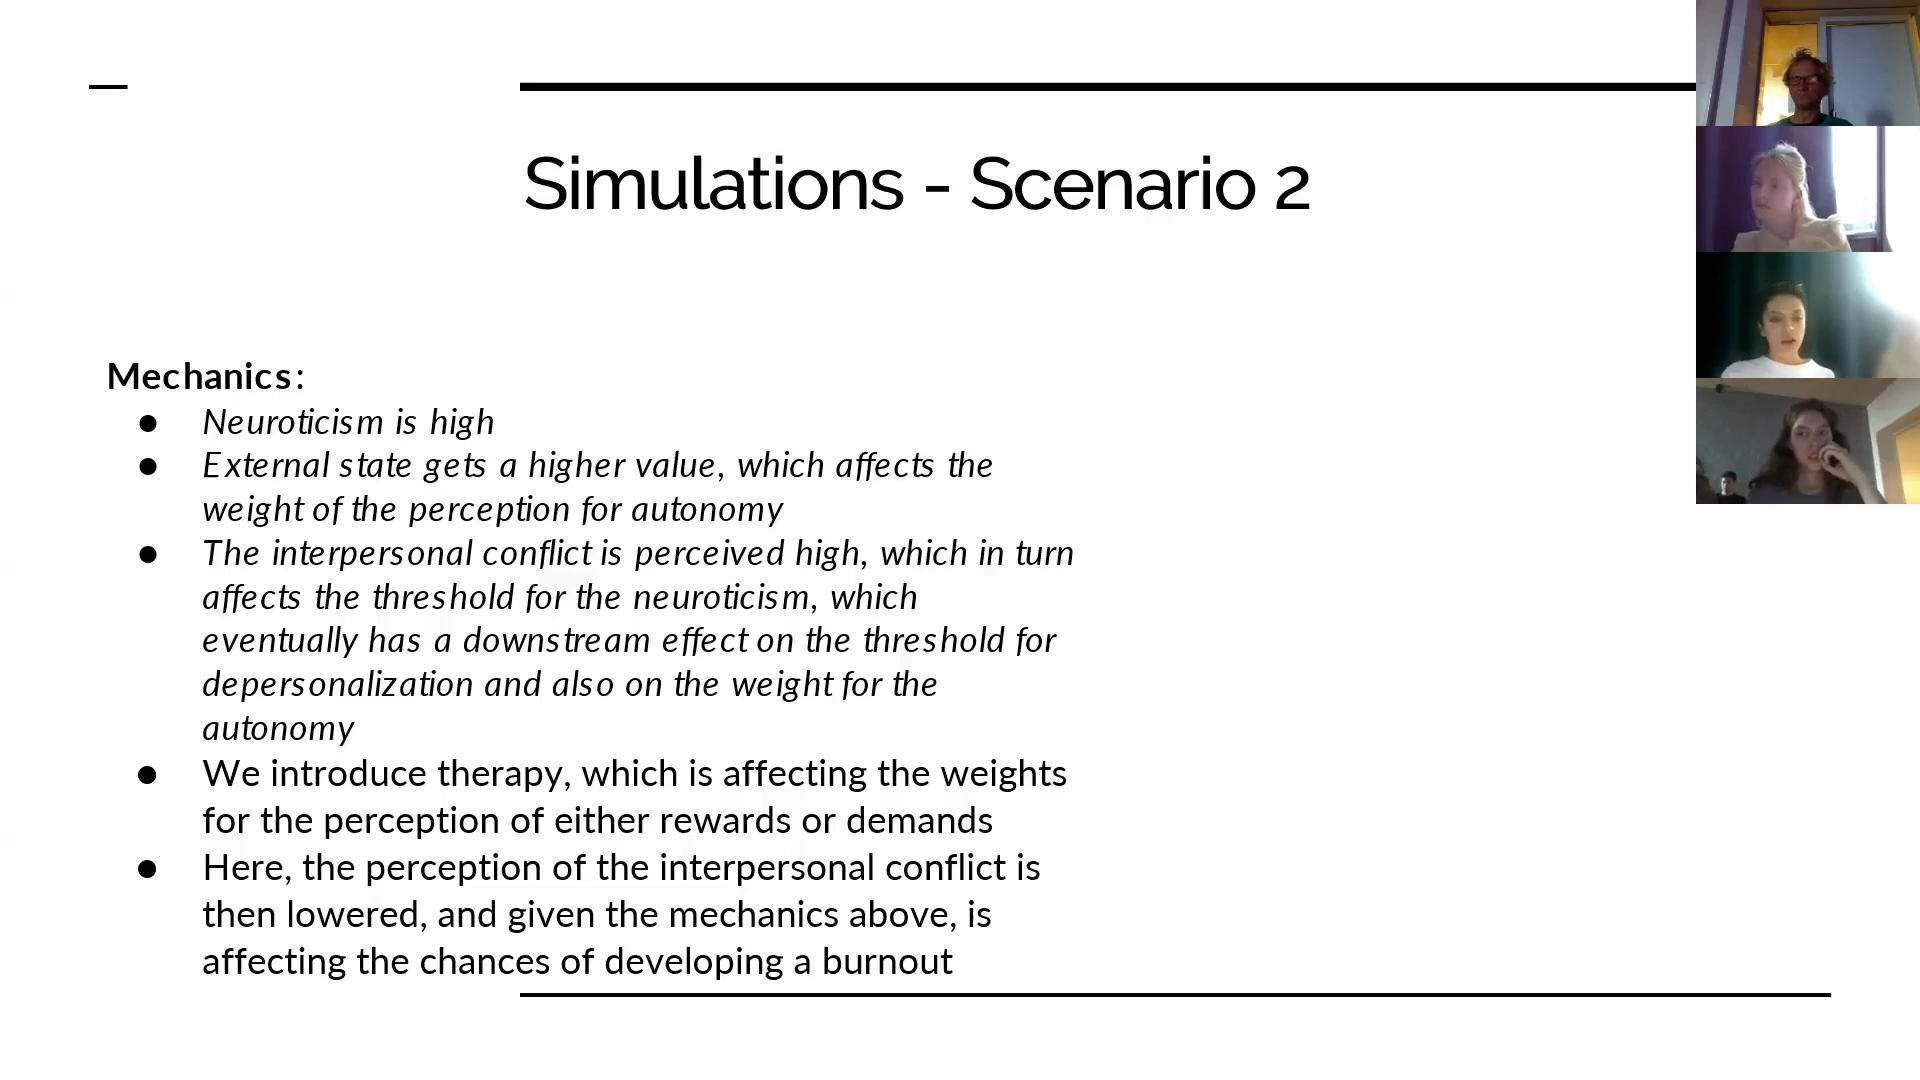 Simulations - Scenario 2
Mechanics:
● Neuroticism is high
● External state gets a higher value, which affects the
weight of the perception for autonomy
● The interpersonal conflict is perceived high, which in turn
affects the threshold for the neuroticism, which
eventually has a downstream effect on the threshold for
depersonalization and also on the weight for the
autonomy
● We introduce therapy, which is affecting the weights
for the perception of either rewards or demands
● Here, the perception of the interpersonal conflict is
then lowered, and given the mechanics above, is
affecting the chances of developing a burnout